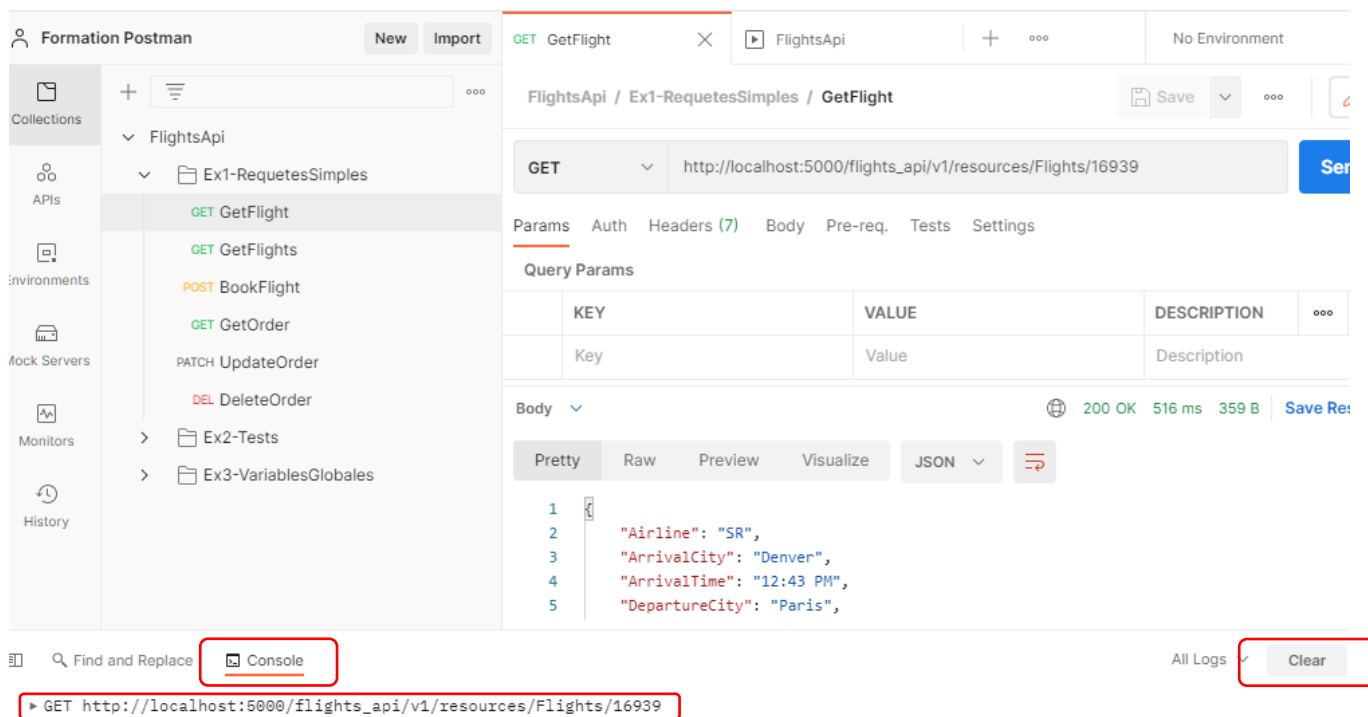 Formation Postman New Import
GET GetFlight FlightsApi No Environment
Collections
FlightsApi / Ex1-RequetesSimples / GetFlight Save
FlightsApi
Ex1-RequetesSimples
GET http://localhost:5000/flights_api/v1/resources/Flights/16939 Sen
APIs
GET GetFlight
Params Auth Headers (7) Body Pre-req. Tests Settings
GET GetFlights
Environments
Query Params
POST BookFlight
KEY VALUE DESCRIPTION
GET GetOrder
Mock Servers
Key Value Description
PATCH UpdateOrder
DEL DeleteOrder
Body 200 OK 516 ms 359 B Save Res
Monitors
Ex2-Tests
Pretty Raw Preview Visualize JSON
Ex3-VariablesGlobales
History
1 {
2 "Airline": "SR",
3 "ArrivalCity": "Denver",
4 "ArrivalTime": "12:43 PM",
5 "DepartureCity": "Paris",
Find and Replace Console All Logs Clear
GET http://localhost:5000/flights_api/v1/resources/Flights/16939